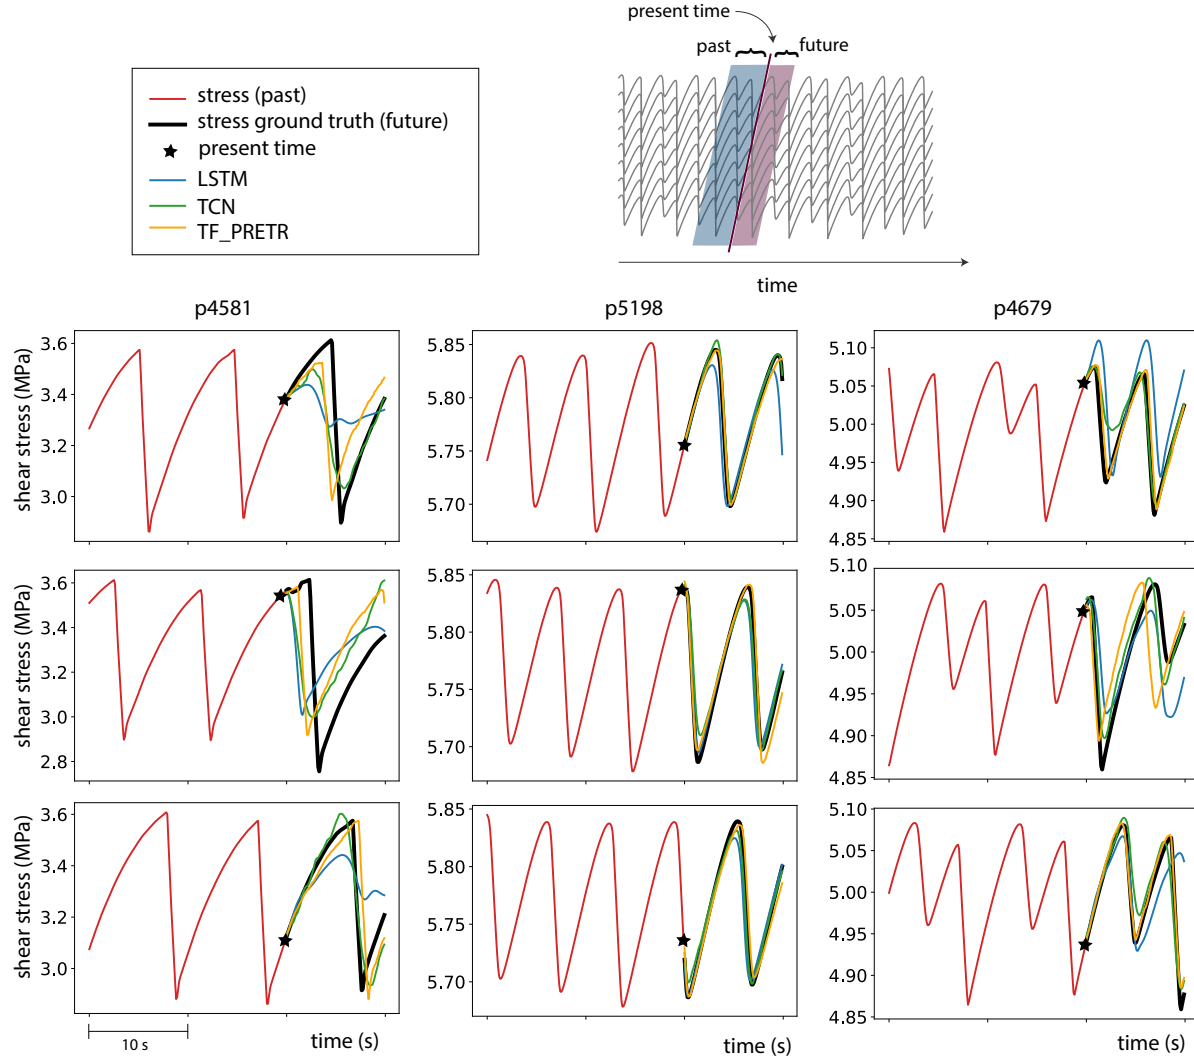 present time
past
future
stress (past)
stress ground truth (future)
present time
LSTM
TCN
TF_PRETR
time
p4581
p5198
p4679
shear stress (MPa)
3.6
3.4
3.2
3.0
5.85
5.80
5.75
5.70
5.10
5.05
5.00
4.95
4.90
4.85
shear stress (MPa)
3.6
3.4
3.2
3.0
2.8
5.85
5.80
5.75
5.70
5.10
5.05
5.00
4.95
4.90
4.85
shear stress (MPa)
3.6
3.4
3.2
3.0
5.85
5.80
5.75
5.70
5.10
5.05
5.00
4.95
4.90
4.85
10 s
time (s)
time (s)
time (s)